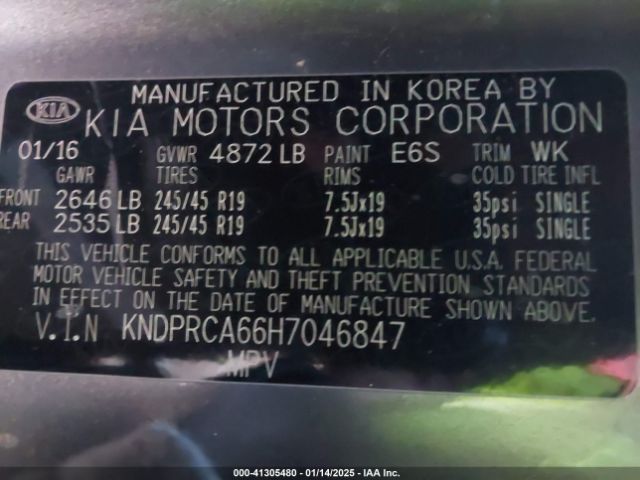 MANUFACTURED IN KOREA BY
KIA KIA MOTORS CORPORATION
01/16 GVWR 4872 LB PAINT E6S TRIM WK
GAWR TIRES RIMS COLD TIRE INFL
FRONT 2646 LB 245/45 R19 7.5Jx19 35psi SINGLE
REAR 2535 LB 245/45 R19 7.5Jx19 35psi SINGLE
THIS VEHICLE CONFORMS TO ALL APPLICABLE U.S.A. FEDERAL
MOTOR VEHICLE SAFETY AND THEFT PREVENTION STANDARDS
IN EFFECT ON THE DATE OF MANUFACTURE SHOWN ABOVE.
V.I.N KNDPRCA66H7046847
MPV
000-41305480 - 01/14/2025 - IAA Inc.